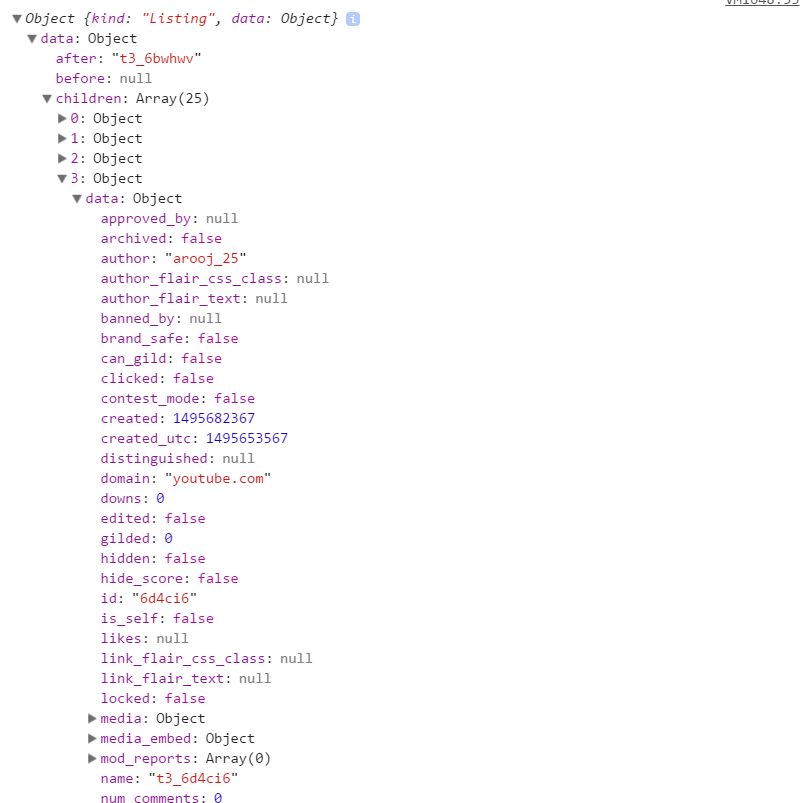 VM1648:55
▼Object {kind: "Listing", data: Object} i
▼data: Object
after: "t3_6bwhwv"
before: null
▼children: Array(25)
▶0: Object
▶1: Object
▶2: Object
▼3: Object
▼data: Object
approved_by: null
archived: false
author: "arooj_25"
author_flair_css_class: null
author_flair_text: null
banned_by: null
brand_safe: false
can_gild: false
clicked: false
contest_mode: false
created: 1495682367
created_utc: 1495653567
distinguished: null
domain: "youtube.com"
downs: 0
edited: false
gilded: 0
hidden: false
hide_score: false
id: "6d4ci6"
is_self: false
likes: null
link_flair_css_class: null
link_flair_text: null
locked: false
▶media: Object
▶media_embed: Object
▶mod_reports: Array(0)
name: "t3_6d4ci6"
num_comments: 0